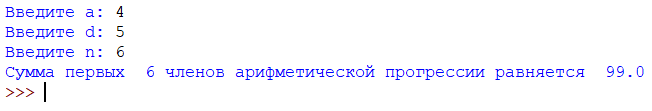 Введите a: 4
Введите d: 5
Введите n: 6
Сумма первых  6 членов арифметической прогрессии равняется  99.0
>>>